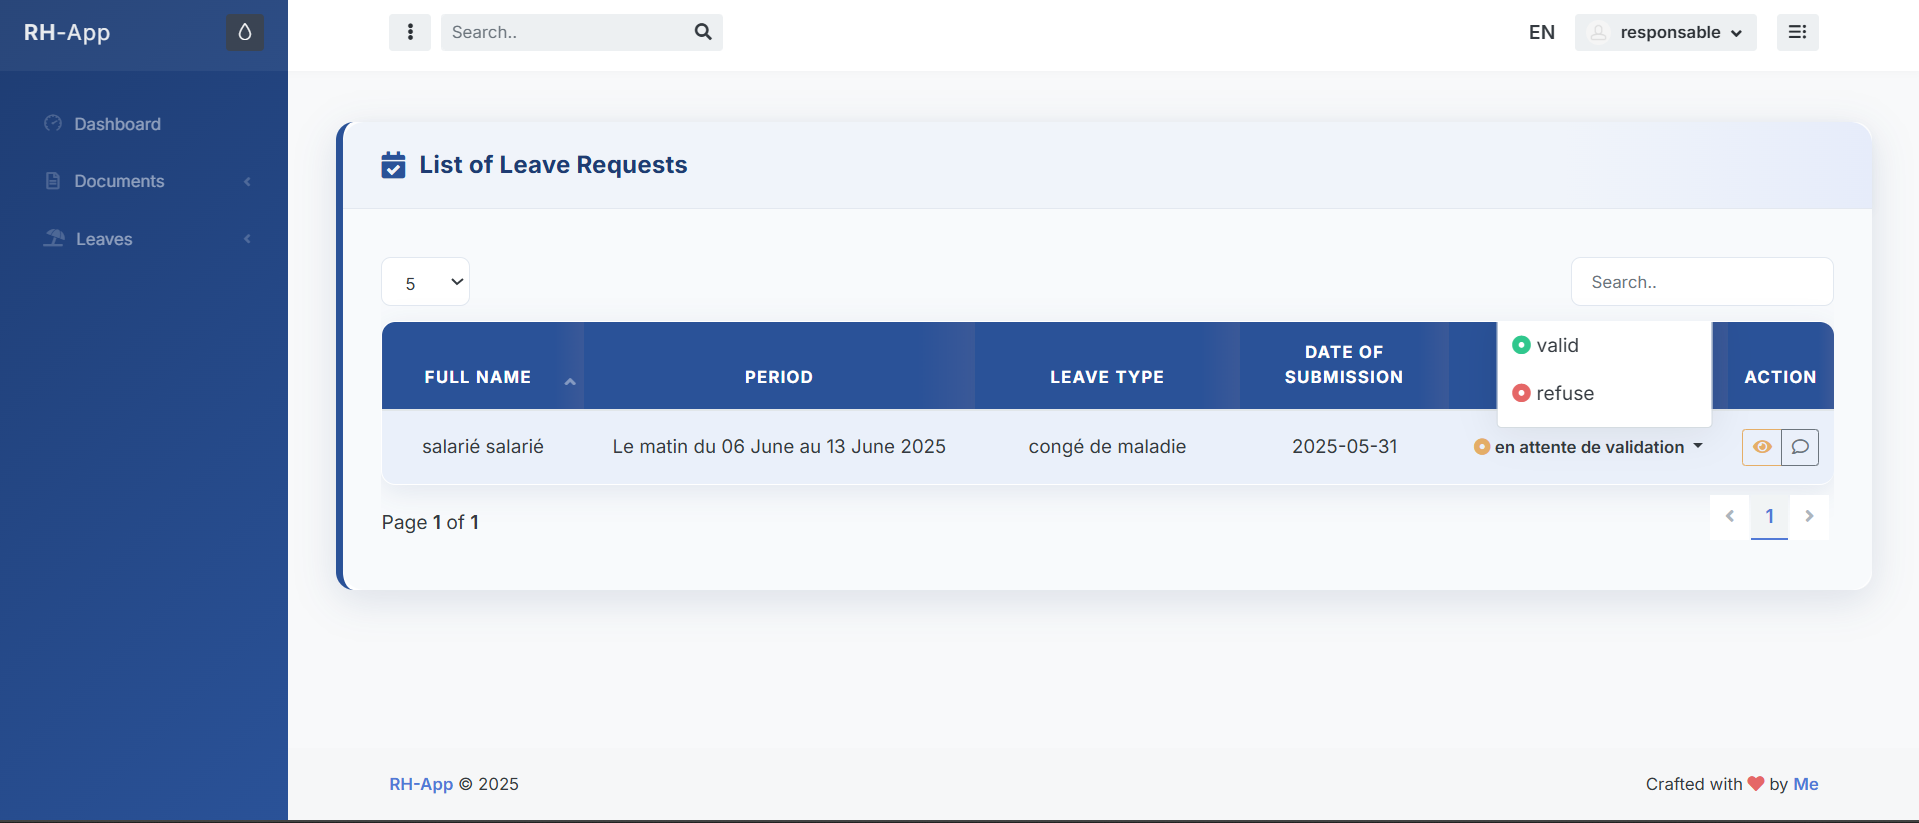 RH-App
Search..
EN
responsable
Dashboard
Documents
Leaves
List of Leave Requests
5
Search..
FULL NAME
PERIOD
LEAVE TYPE
DATE OF
SUBMISSION
valid
refuse
ACTION
salarié salarié
Le matin du 06 June au 13 June 2025
congé de maladie
2025-05-31
en attente de validation
Page 1 of 1
1
RH-App © 2025
Crafted with ❤ by Me